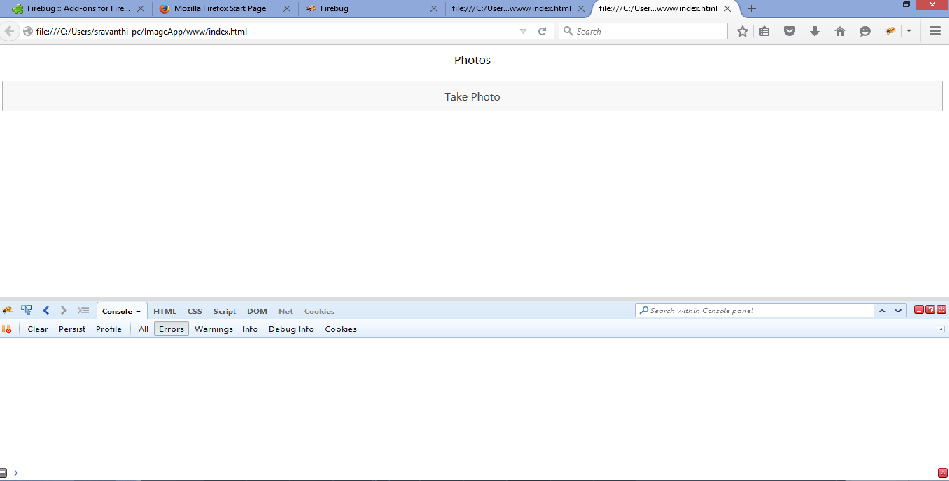 Firebug :: Add-ons for Fire...
Mozilla Firefox Start Page
Firebug
file:///C:/User...www/index.html
file:///C:/User...www/index.html
file:///C:/Users/sravanthi pc/ImageApp/www/index.html
Search
Photos
Take Photo
Console
HTML
CSS
Script
DOM
Net
Cookies
Search within Console panel
Clear
Persist
Profile
All
Errors
Warnings
Info
Debug Info
Cookies